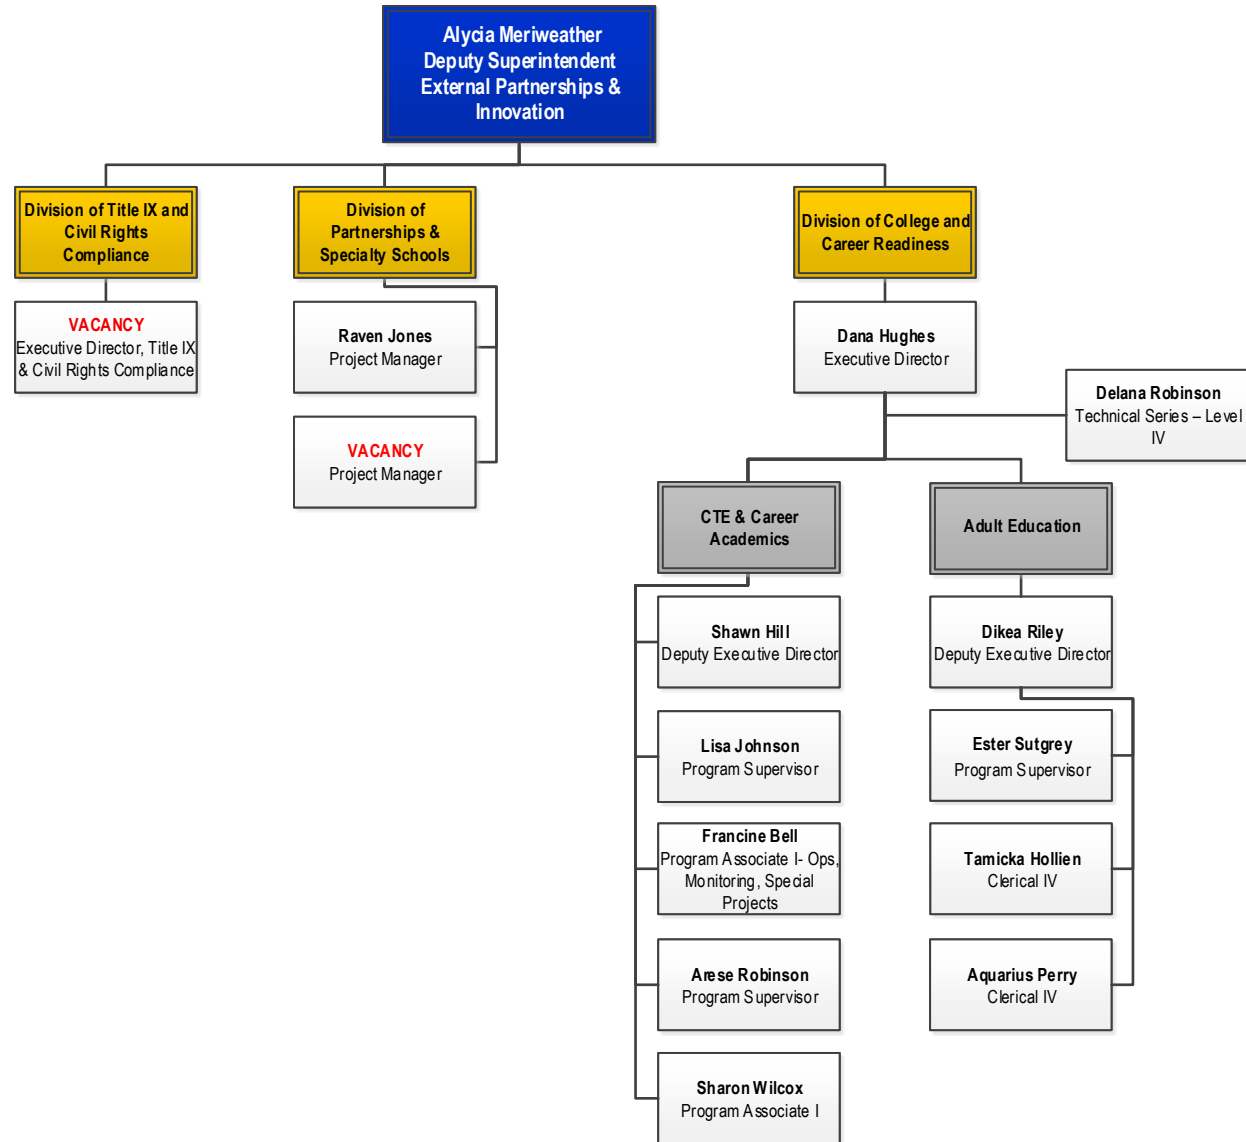 Alycia Meriweather
Deputy Superintendent
External Partnerships &
Innovation
Division of Title IX and
Civil Rights
Compliance
Division of
Partnerships &
Specialty Schools
Division of College and
Career Readiness
VACANCY
Executive Director, Title IX
& Civil Rights Compliance
Raven Jones
Project Manager
Dana Hughes
Executive Director
Delana Robinson
Technical Series – Level
IV
VACANCY
Project Manager
CTE & Career
Academics
Adult Education
Shawn Hill
Deputy Executive Director
Dikea Riley
Deputy Executive Director
Lisa Johnson
Program Supervisor
Ester Sutgrey
Program Supervisor
Francine Bell
Program Associate I- Ops,
Monitoring, Special
Projects
Tamicka Hollien
Clerical IV
Arese Robinson
Program Supervisor
Aquarius Perry
Clerical IV
Sharon Wilcox
Program Associate I